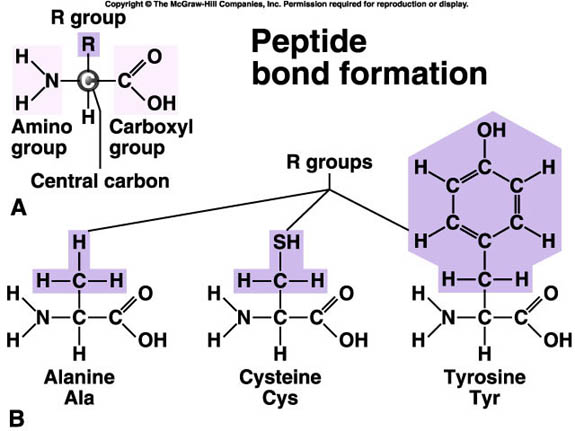 Copyright © The McGraw-Hill Companies, Inc. Permission required for reproduction or display.
Peptide
bond formation
R group
R
H
N
C
C
O
H
H
OH
Amino
group
Carboxyl
group
Central carbon
A
R groups
H
H C H
H
N C C
O
H
H
OH
Alanine
Ala
SH
H C H
H
N C C
O
H
H
OH
Cysteine
Cys
OH
H C H
C C
C C
H C H
H C H
H
N C C
O
H
H
OH
Tyrosine
Tyr
B